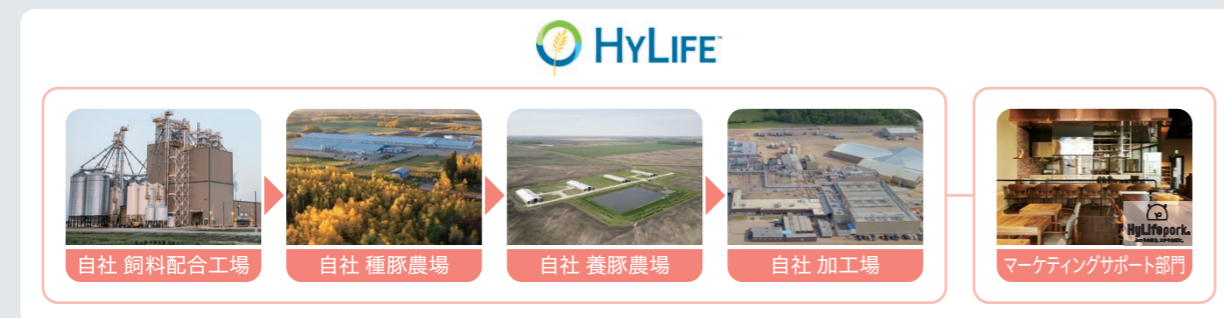 HYLIFE™
自社 飼料配合工場
自社 種豚農場
自社 養豚農場
自社 加工場
マーケティングサポート部門
HyLifepork.